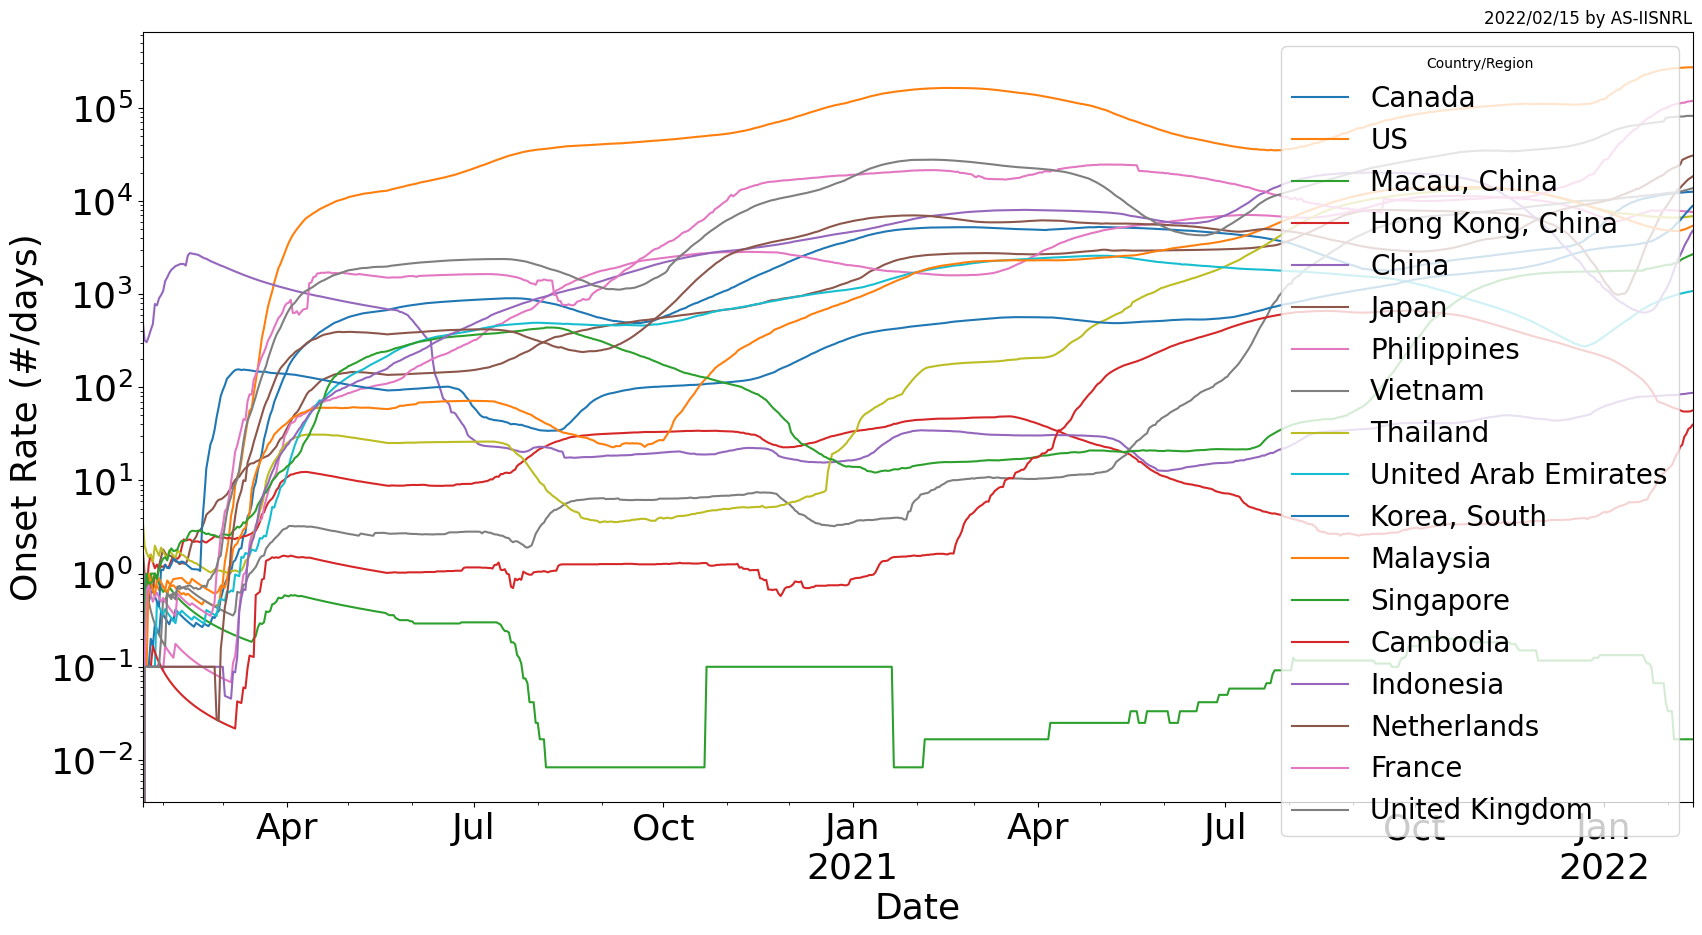 2022/02/15 by AS-IISNRL
Onset Rate (#/days)
10^5
10^4
10^3
10^2
10^1
10^0
10^-1
10^-2
Country/Region
Canada
US
Macau, China
Hong Kong, China
China
Japan
Philippines
Vietnam
Thailand
United Arab Emirates
Korea, South
Malaysia
Singapore
Cambodia
Indonesia
Netherlands
France
United Kingdom
Apr Jul Oct Jan Apr Jul Oct Jan
2021 2022
Date